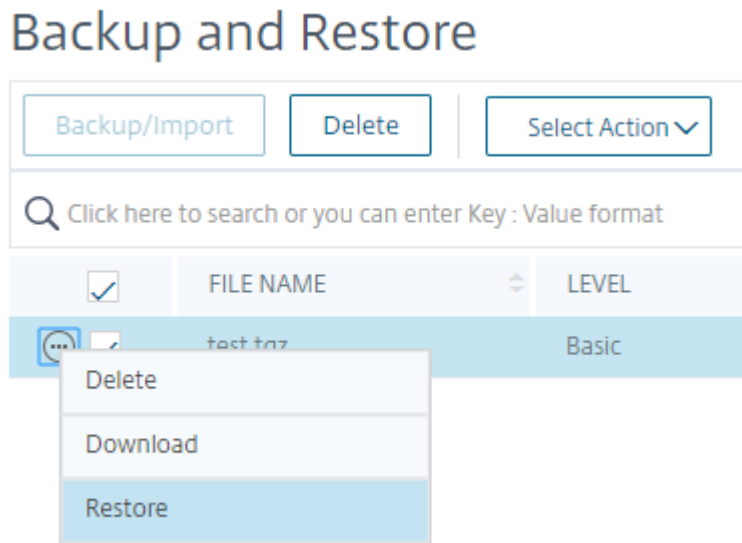 Backup and Restore
Backup/Import Delete Select Action
Click here to search or you can enter Key : Value format
FILE NAME LEVEL
test.tgz Basic
Delete
Download
Restore